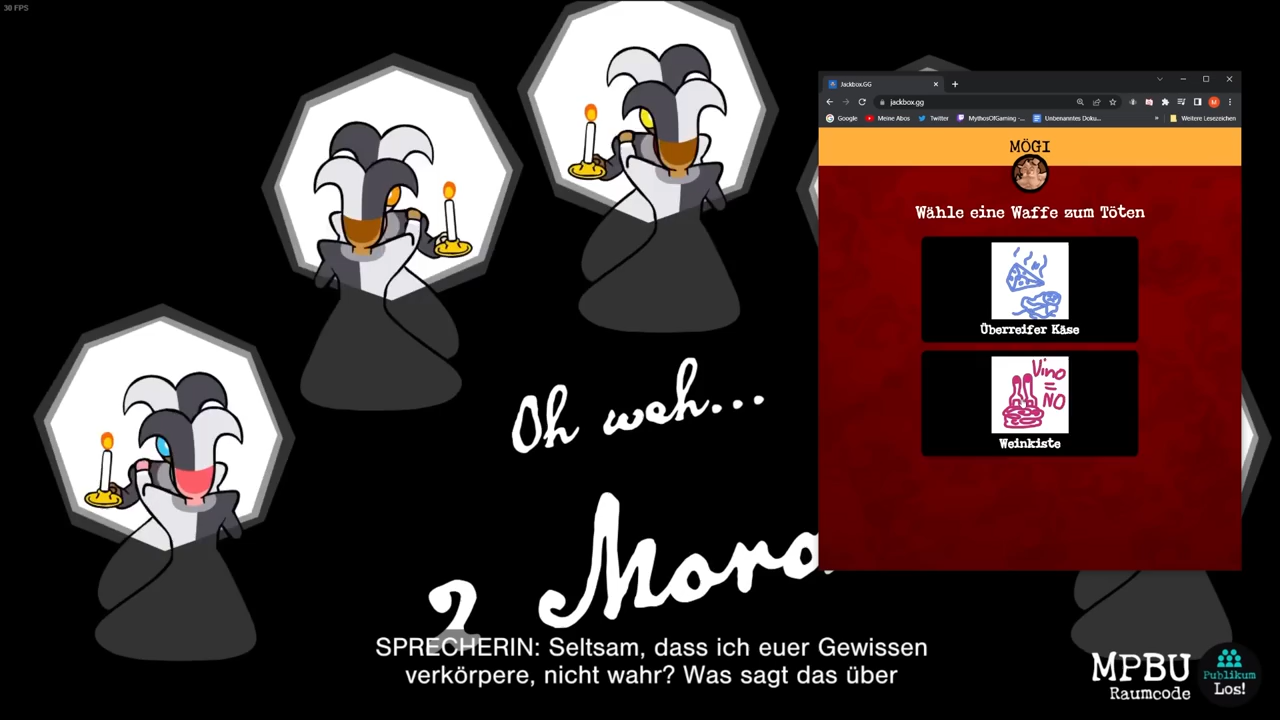 30 FPS
Jackbox.GG
jackbox.gg
Google
Meine Abos
Twitter
MythosOfGaming -...
Unbenanntes Doku...
»
Weitere Lesezeichen
MÖGI
Wähle eine Waffe zum Töten
Überreifer Käse
Vino
=
NO
Weinkiste
Oh weh...
2 Mord
SPRECHERIN: Seltsam, dass ich euer Gewissen
verkörpere, nicht wahr? Was sagt das über
MPBU
Raumcode
Publikum
Los!